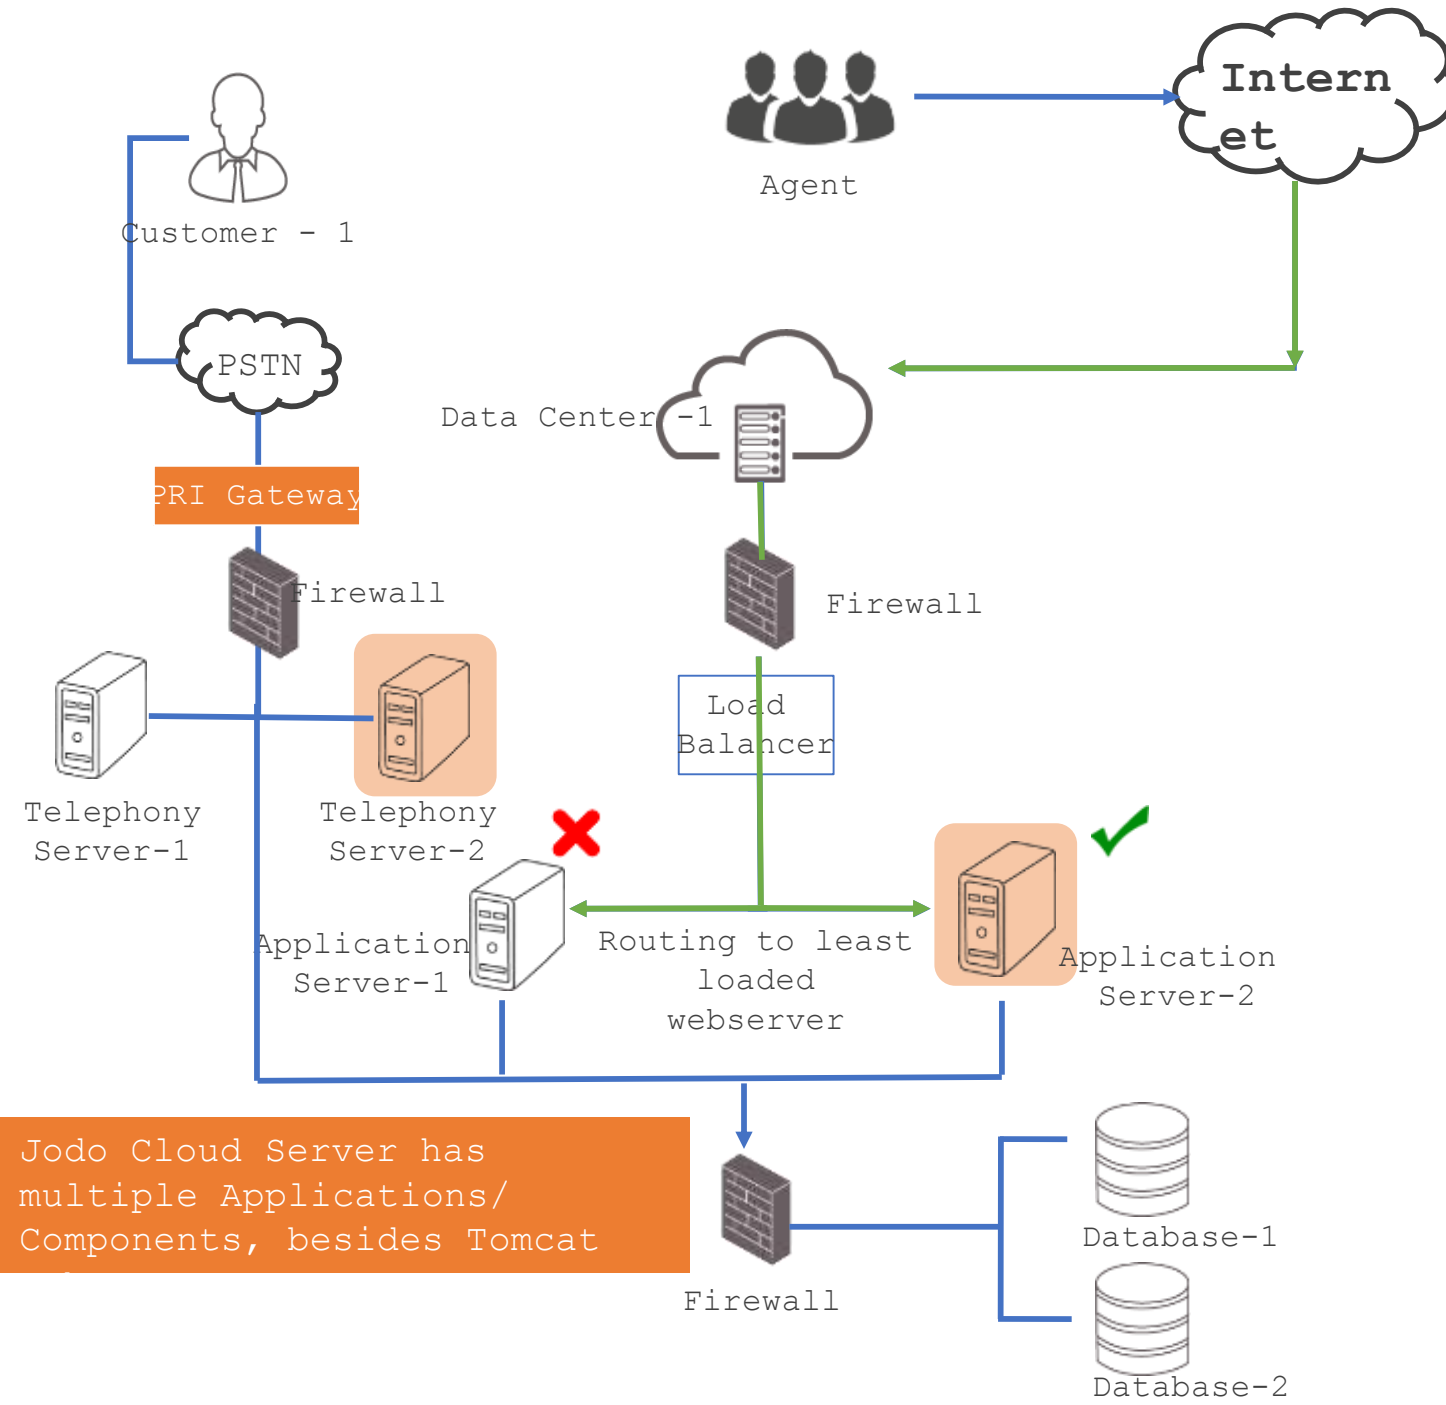 Intern
et
Agent
Customer - 1
PSTN
Data Center -1
PRI Gateway
Firewall
Firewall
Load
Balancer
Telephony
Server-1
Telephony
Server-2
Application
Server-1
Routing to least
loaded
webserver
Application
Server-2
Jodo Cloud Server has
multiple Applications/
Components, besides Tomcat
Database-1
Firewall
Database-2